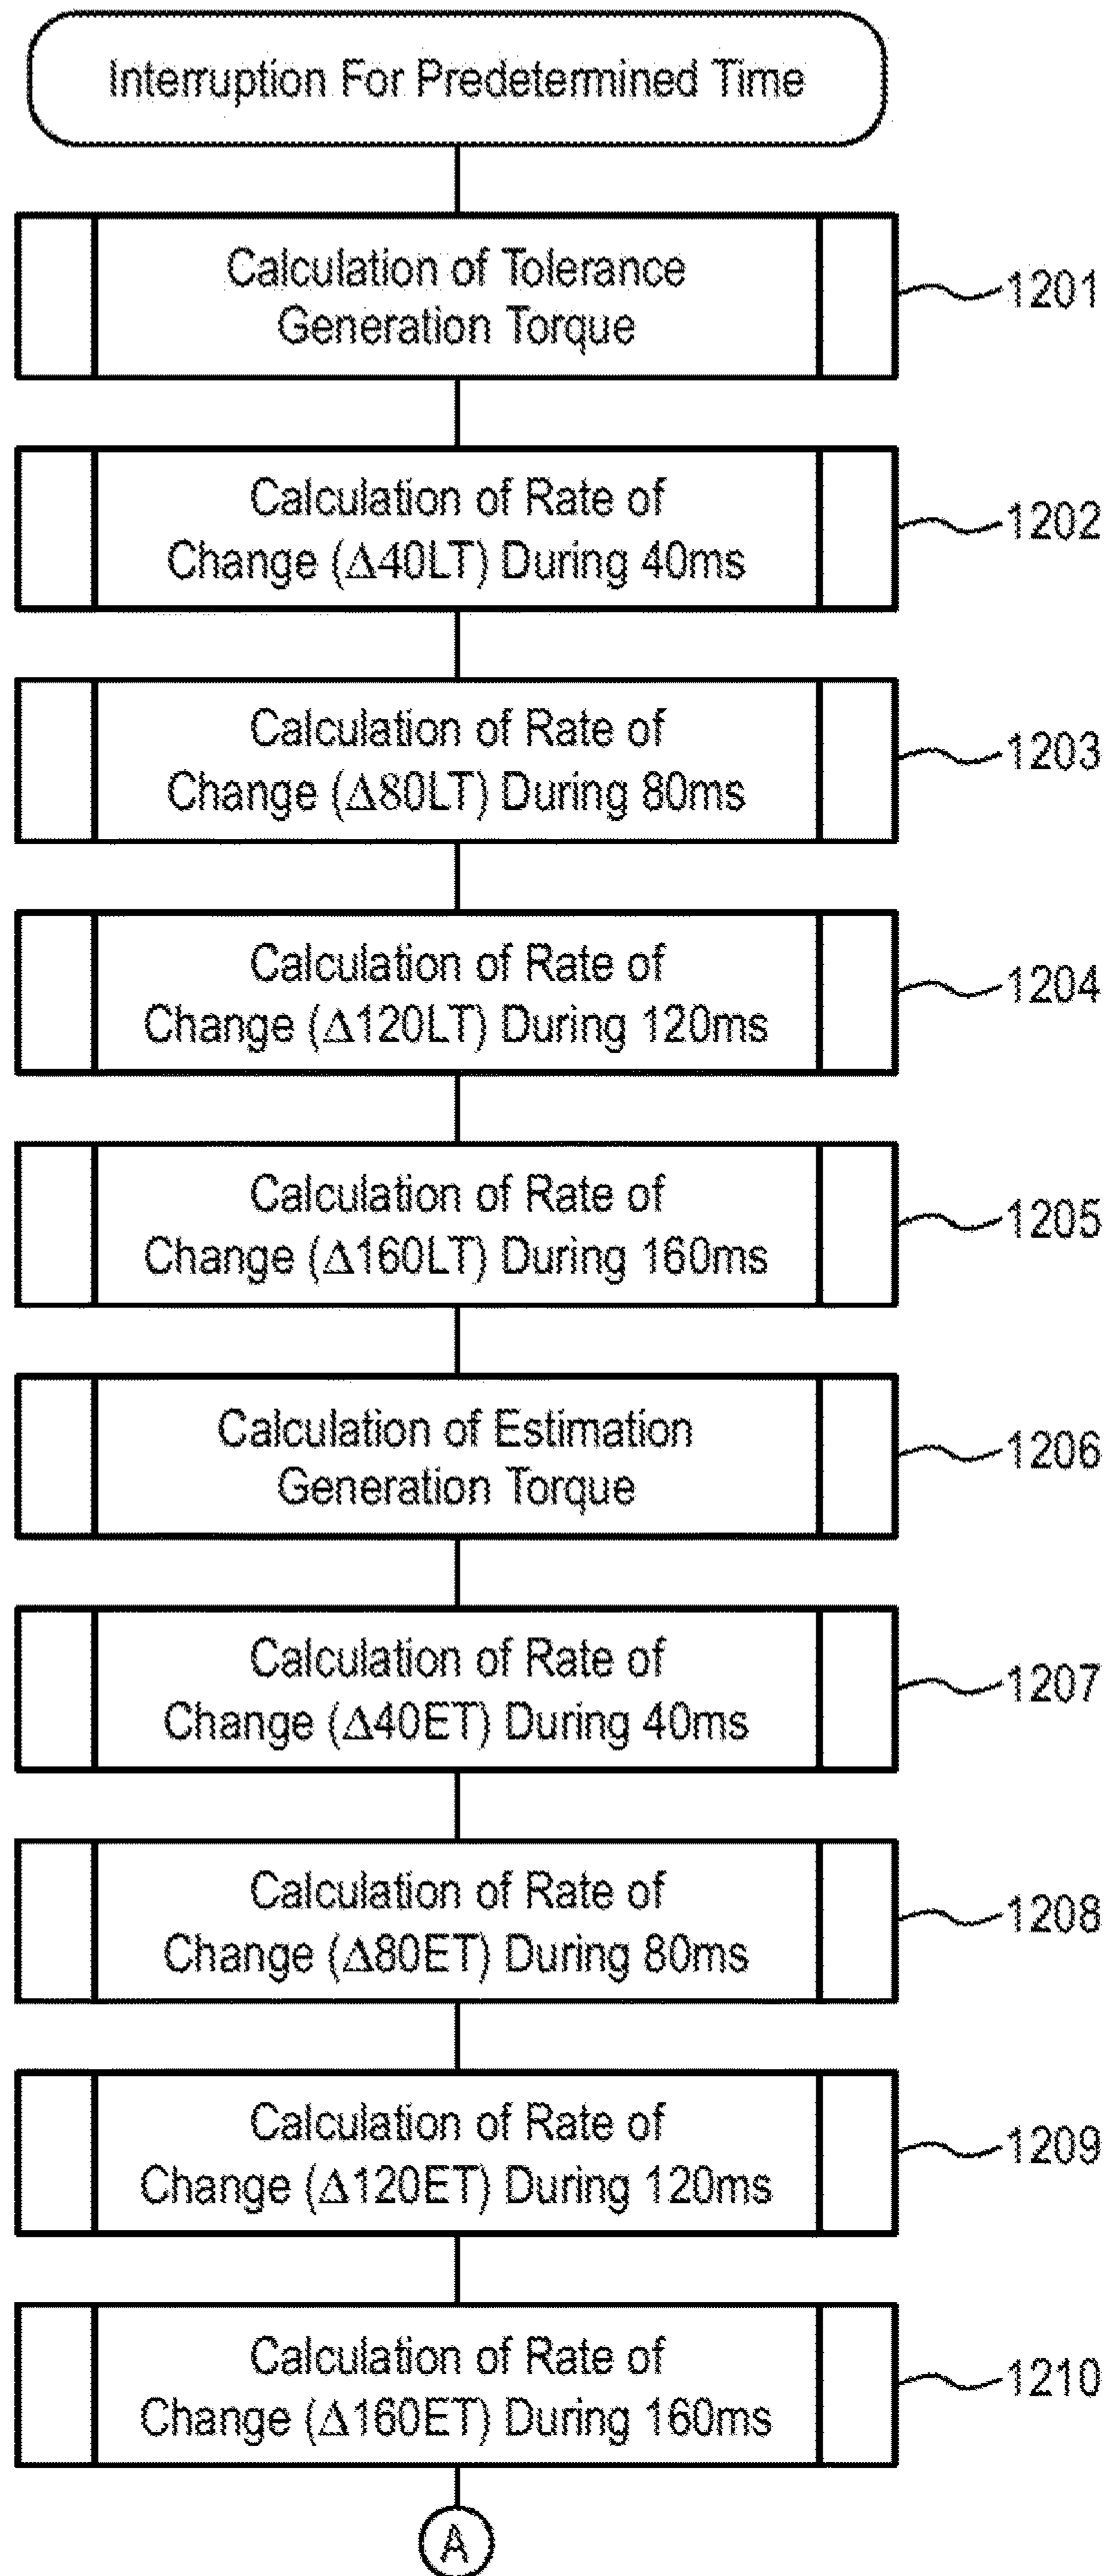 Interruption For Predetermined Time
Calculation of Tolerance
Generation Torque
1201
Calculation of Rate of
Change (Δ40LT) During 40ms
1202
Calculation of Rate of
Change (Δ80LT) During 80ms
1203
Calculation of Rate of
Change (Δ120LT) During 120ms
1204
Calculation of Rate of
Change (Δ160LT) During 160ms
1205
Calculation of Estimation
Generation Torque
1206
Calculation of Rate of
Change (Δ40ET) During 40ms
1207
Calculation of Rate of
Change (Δ80ET) During 80ms
1208
Calculation of Rate of
Change (Δ120ET) During 120ms
1209
Calculation of Rate of
Change (Δ160ET) During 160ms
1210
A